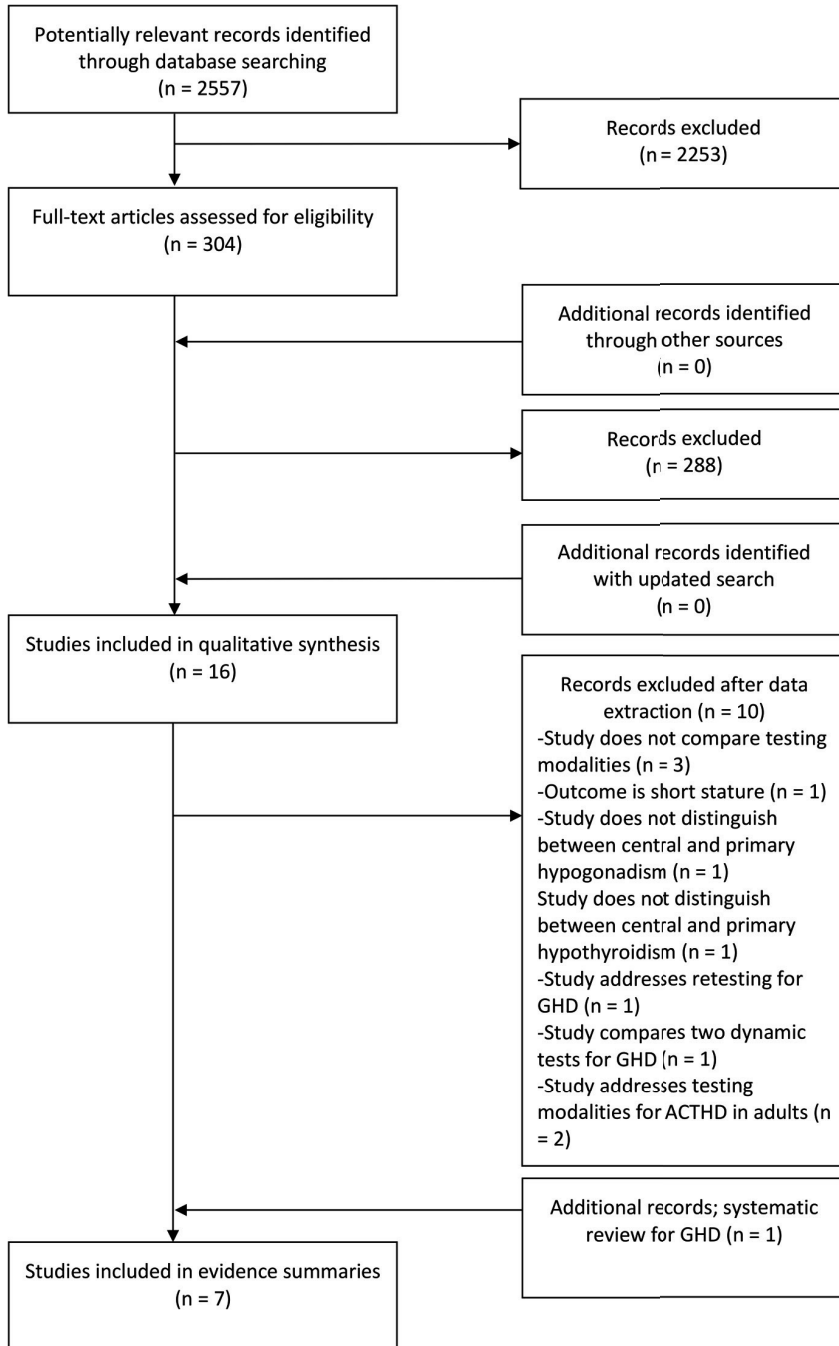 Potentially relevant records identified
through database searching
(n = 2557)
Records excluded
(n = 2253)
Full-text articles assessed for eligibility
(n = 304)
Additional records identified
through other sources
(n = 0)
Records excluded
(n = 288)
Additional records identified
with updated search
(n = 0)
Studies included in qualitative synthesis
(n = 16)
Records excluded after data
extraction (n = 10)
-Study does not compare testing
modalities (n = 3)
-Outcome is short stature (n = 1)
-Study does not distinguish
between central and primary
hypogonadism (n = 1)
Study does not distinguish
between central and primary
hypothyroidism (n = 1)
-Study addresses retesting for
GHD (n = 1)
-Study compares two dynamic
tests for GHD (n = 1)
-Study addresses testing
modalities for ACTHD in adults (n
= 2)
Additional records; systematic
review for GHD (n = 1)
Studies included in evidence summaries
(n = 7)